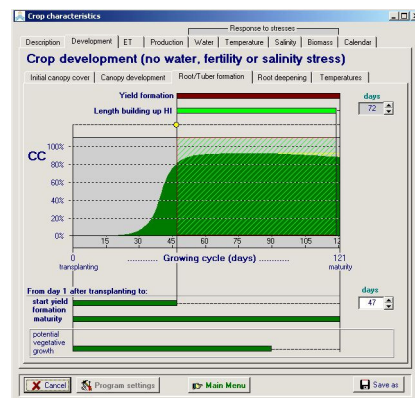 Crop characteristics
Response to stresses
Description Development ET Production Water Temperature Salinity Biomass Calendar
Crop development (no water, fertility or salinity stress)
Initial canopy cover Canopy development Root/Tuber formation Root deepening Temperatures
Yield formation days
Length building up HI 72
100%
CC 80%
60%
40%
20%
0%
15 30 45 60 75 90 105 12
0 Growing cycle (days) 121
transplanting maturity
From day 1 after transplanting to: days
start yield formation 47
maturity
potential
vegetative
growth
Cancel Program settings Main Menu Save as